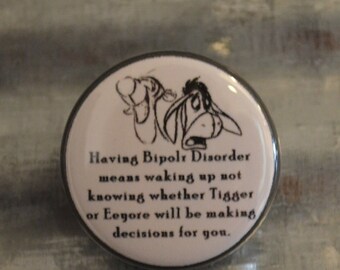 Having Bipolr Disorder
means waking up not
knowing whether Tigger
or Eeyore will be making
decisions for you.